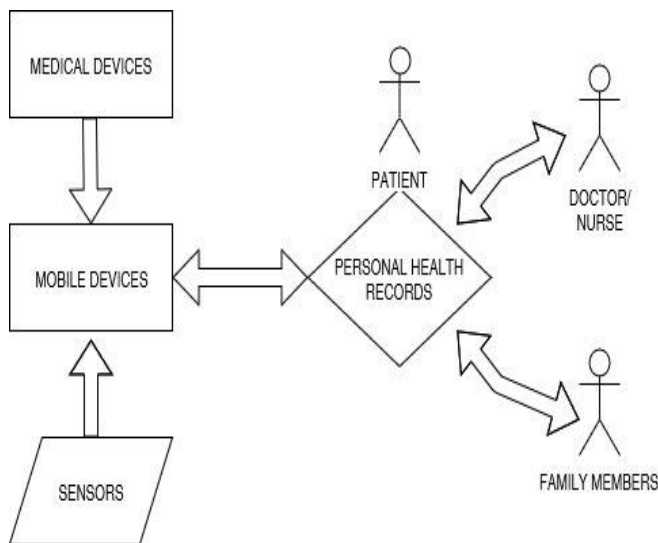 MEDICAL DEVICES
PATIENT
DOCTOR/
NURSE
MOBILE DEVICES
PERSONAL HEALTH
RECORDS
SENSORS
FAMILY MEMBERS